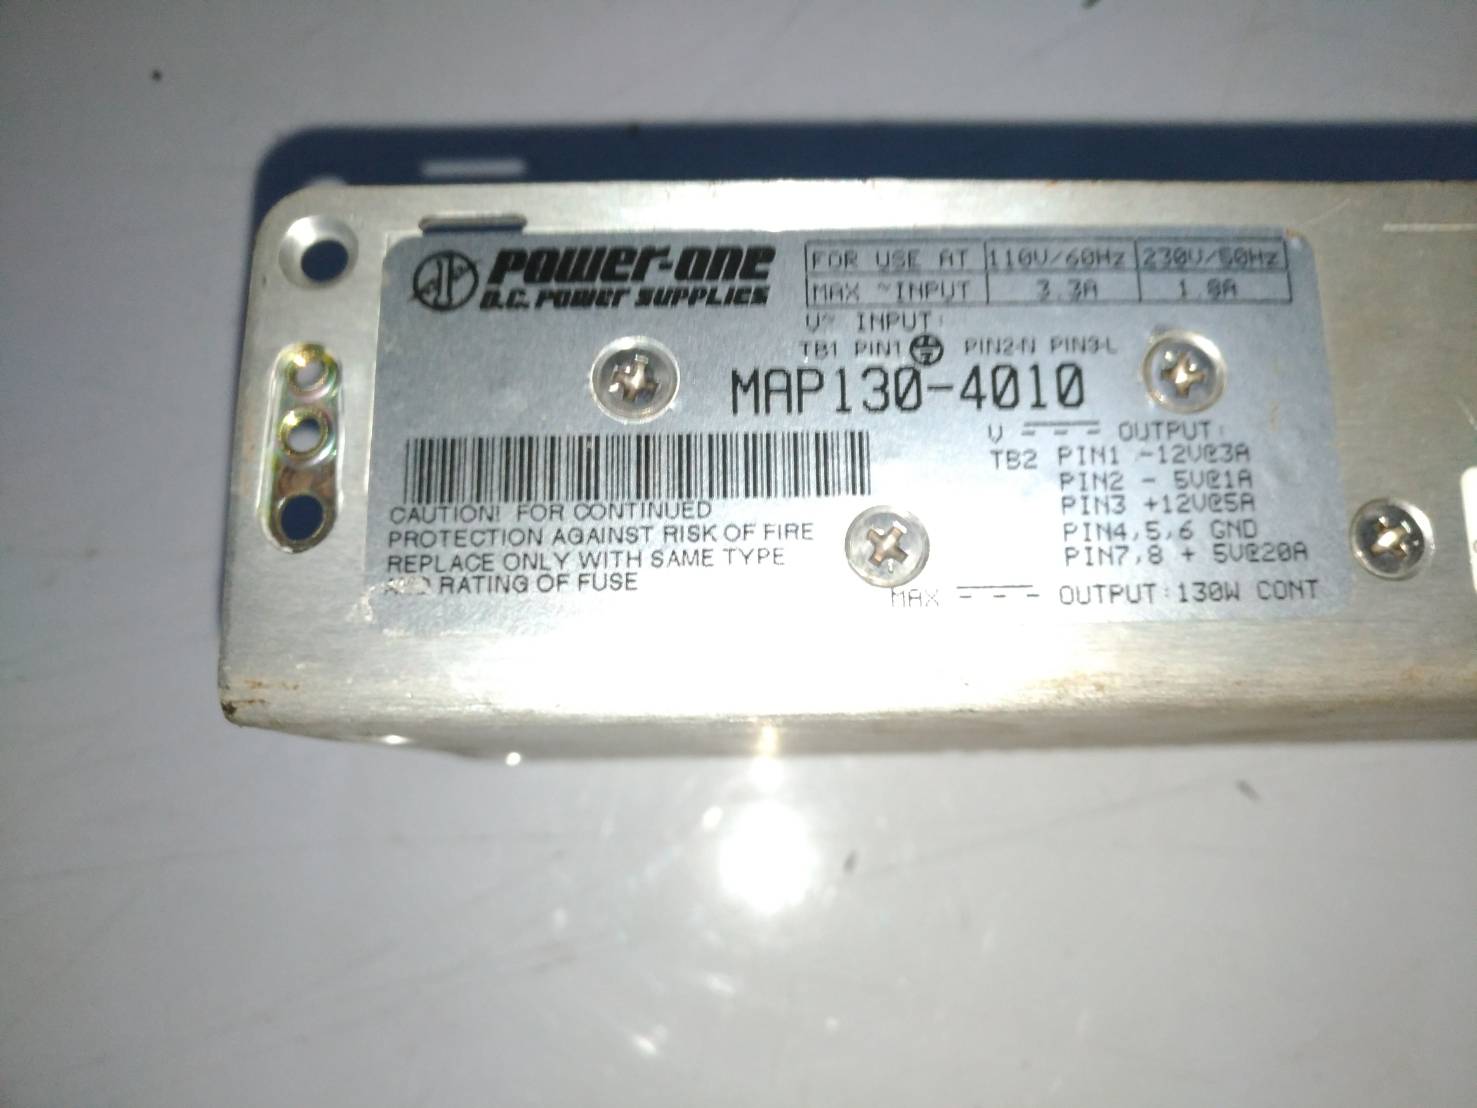 POWER-ONE
D.C. POWER SUPPLIES
FOR USE AT 110V/60Hz 230V/50Hz
MAX ~INPUT 3.3A 1.8A
V~ INPUT:
TB1 PIN1 PIN2-N PIN3-L
MAP130-4010
V OUTPUT:
TB2 PIN1 -12V@3A
PIN2 - 5V@1A
PIN3 +12V@5A
PIN4,5,6 GND
PIN7,8 + 5V@20A
MAX OUTPUT:130W CONT
CAUTION! FOR CONTINUED
PROTECTION AGAINST RISK OF FIRE
REPLACE ONLY WITH SAME TYPE
RATING OF FUSE